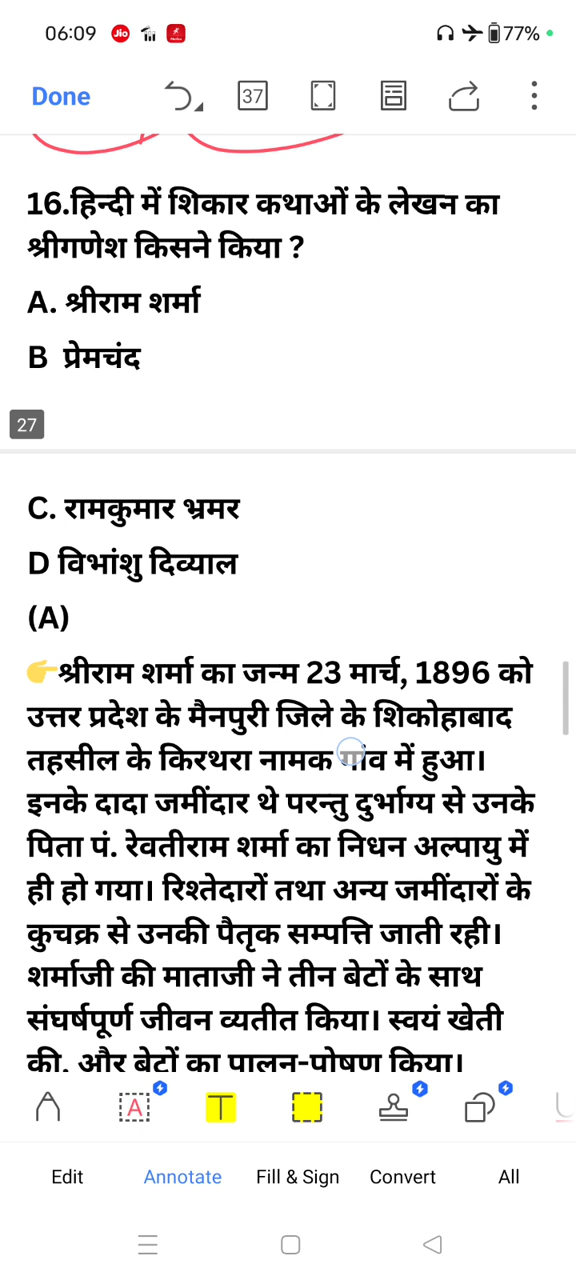 06:09
Jio
77%
Done
37
16.हिन्दी में शिकार कथाओं के लेखन का
श्रीगणेश किसने किया ?
A. श्रीराम शर्मा
B प्रेमचंद
27
C. रामकुमार भ्रमर
D विभांशु दिव्याल
(A)
👉श्रीराम शर्मा का जन्म 23 मार्च, 1896 को
उत्तर प्रदेश के मैनपुरी जिले के शिकोहाबाद
तहसील के किरथरा नामक गांव में हुआ।
इनके दादा जमींदार थे परन्तु दुर्भाग्य से उनके
पिता पं. रेवतीराम शर्मा का निधन अल्पायु में
ही हो गया। रिश्तेदारों तथा अन्य जमींदारों के
कुचक्र से उनकी पैतृक सम्पत्ति जाती रही।
शर्माजी की माताजी ने तीन बेटों के साथ
संघर्षपूर्ण जीवन व्यतीत किया। स्वयं खेती
की. और बेटों का पालन-पोषण किया।
A
T
Edit
Annotate
Fill & Sign
Convert
All